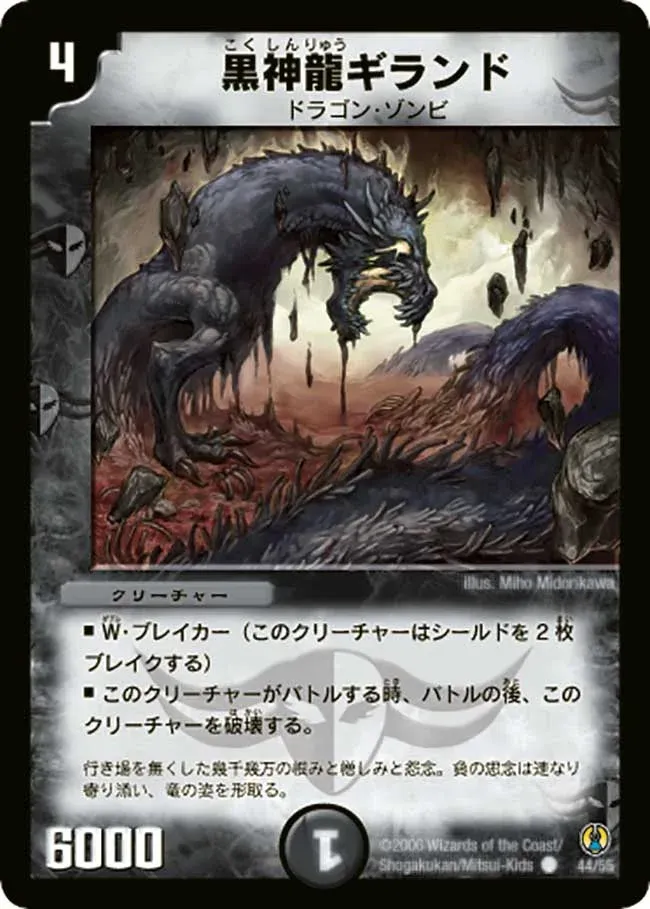 4
こくしんりゅう
黒神龍ギランド
ドラゴン・ゾンビ
illus. Miho Midorikawa
クリーチャー
■ W・ブレイカー（このクリーチャーはシールドを2枚
ブレイクする）
■ このクリーチャーがバトルする時、バトルの後、この
クリーチャーを破壊する。
行き場を無くした幾千幾万の恨みと憎しみと怨念。負の思念は連なり
寄り添い、竜の姿を形取る。
6000
1
©2006 Wizards of the Coast/
Shogakukan/Mitsui-Kids
44/55